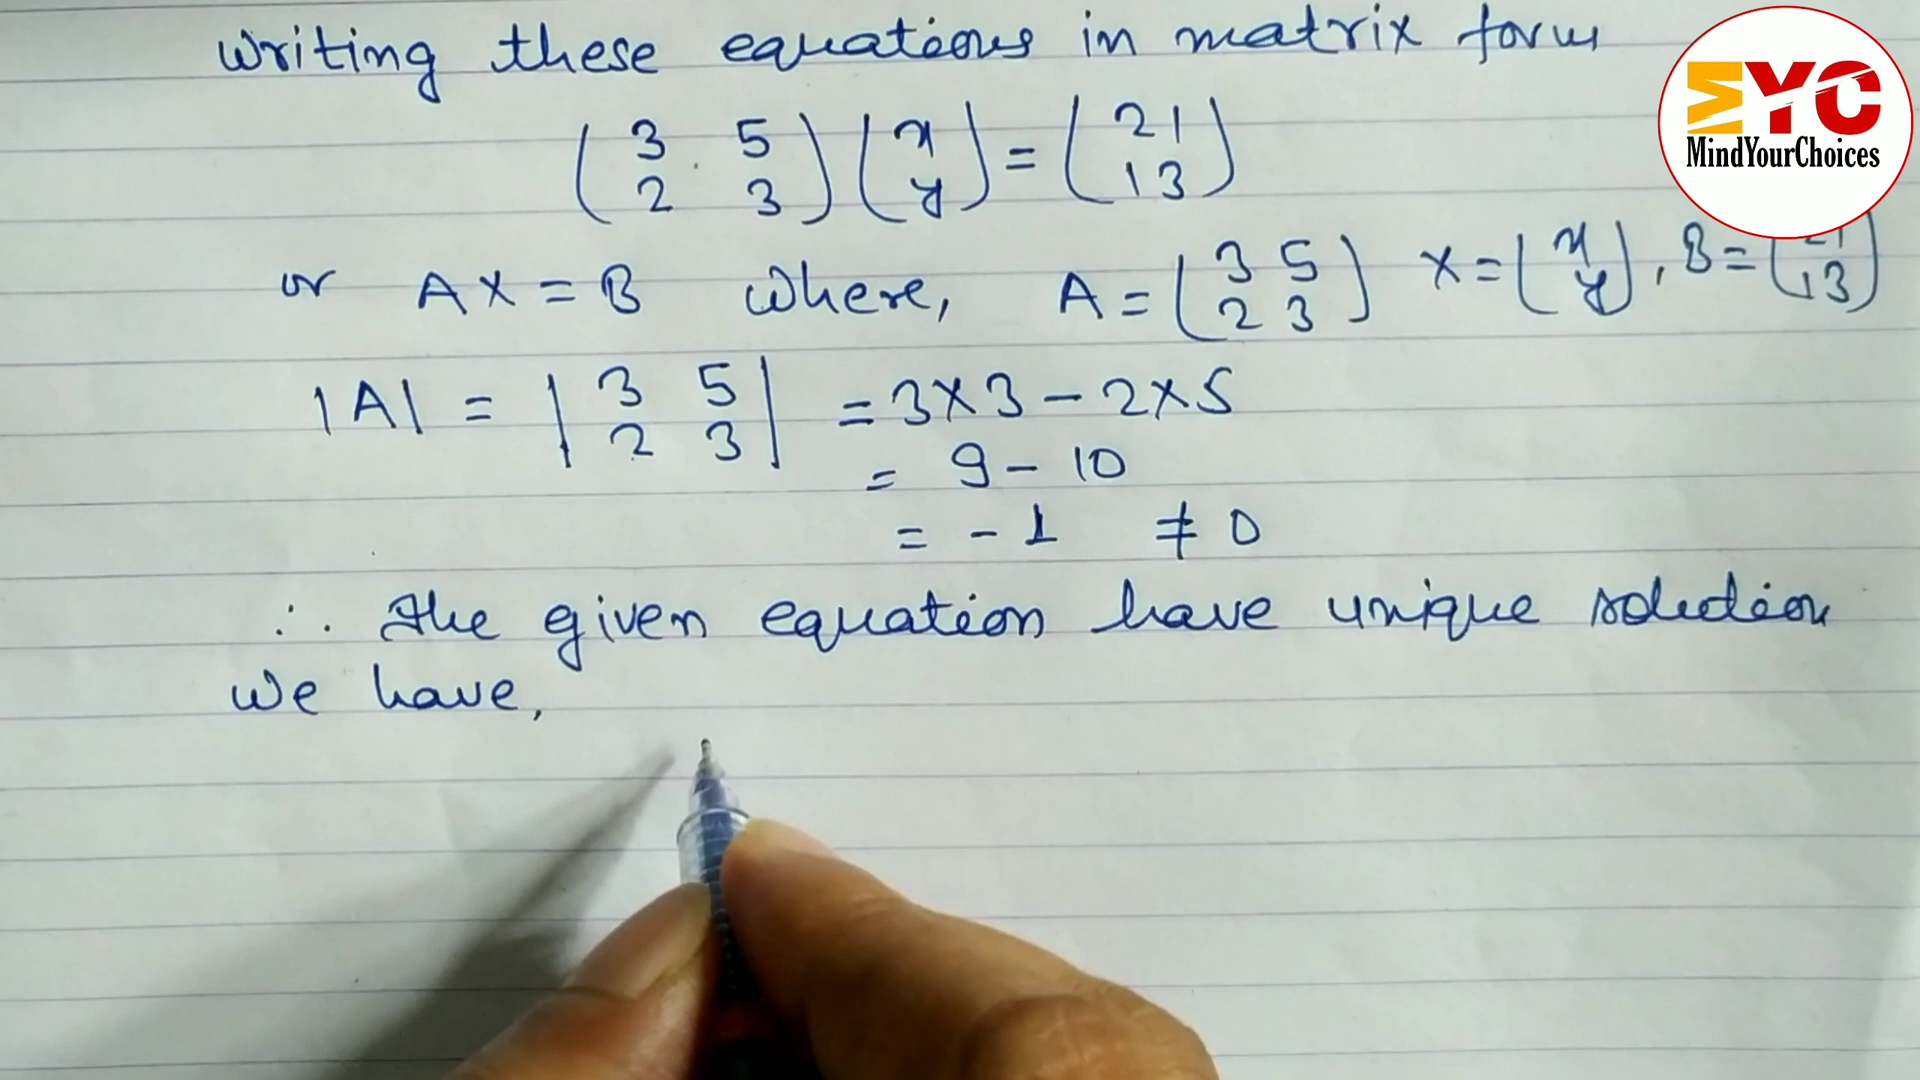 writing these equations in matrix form
( 3 5 ) ( x ) = ( 21 )
( 2 3 ) ( y ) ( 13 )
or AX = B where, A = ( 3 5 ) X = ( x ) , B = ( 21 )
( 2 3 ) ( y ) ( 13 )
|A| = | 3 5 | = 3×3 - 2×5
| 2 3 |
= 9 - 10
= -1 ≠ 0
∴ the given equation have unique solution
we have,
MYC
MindYourChoices